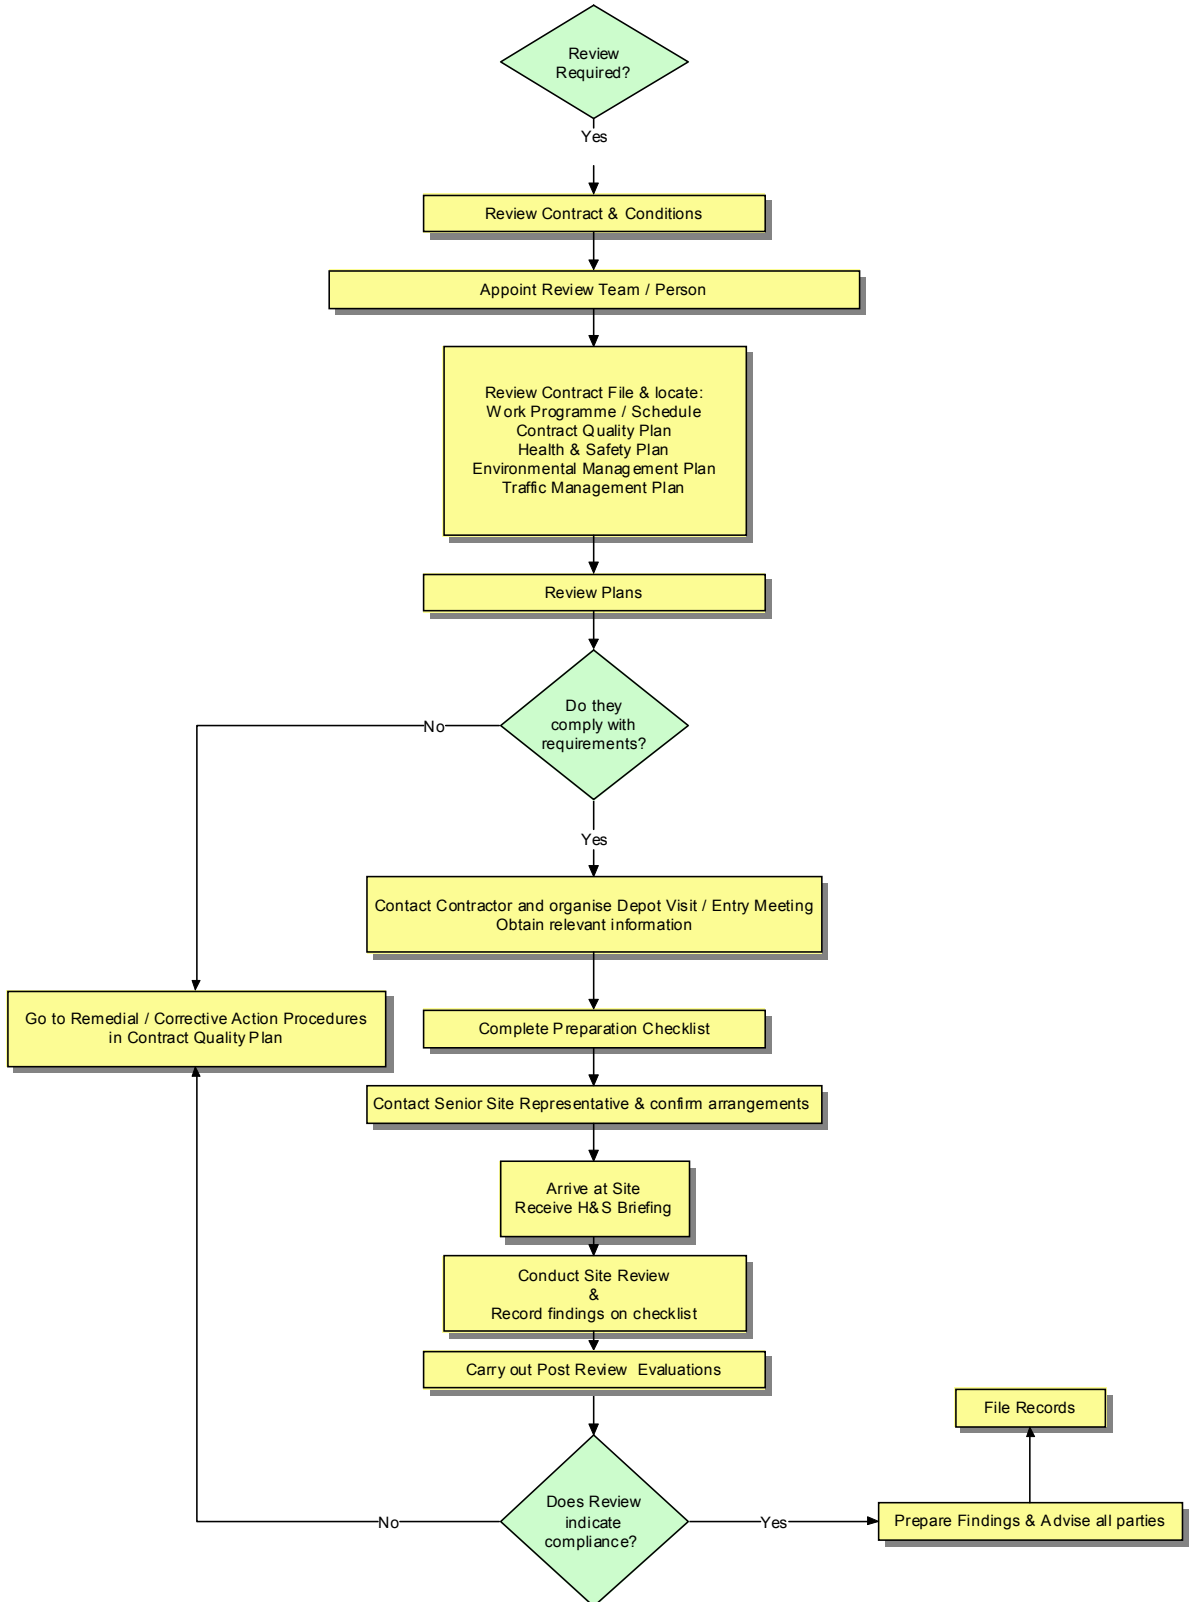 Review
Required?
Yes
Review Contract & Conditions
Appoint Review Team / Person
Review Contract File & locate:
Work Programme / Schedule
Contract Quality Plan
Health & Safety Plan
Environmental Management Plan
Traffic Management Plan
Review Plans
Do they
comply with
requirements?
No
Yes
Contact Contractor and organise Depot Visit / Entry Meeting
Obtain relevant information
Go to Remedial / Corrective Action Procedures
in Contract Quality Plan
Complete Preparation Checklist
Contact Senior Site Representative & confirm arrangements
Arrive at Site
Receive H&S Briefing
Conduct Site Review
&
Record findings on checklist
Carry out Post Review Evaluations
File Records
Does Review
indicate
compliance?
No
Yes
Prepare Findings & Advise all parties